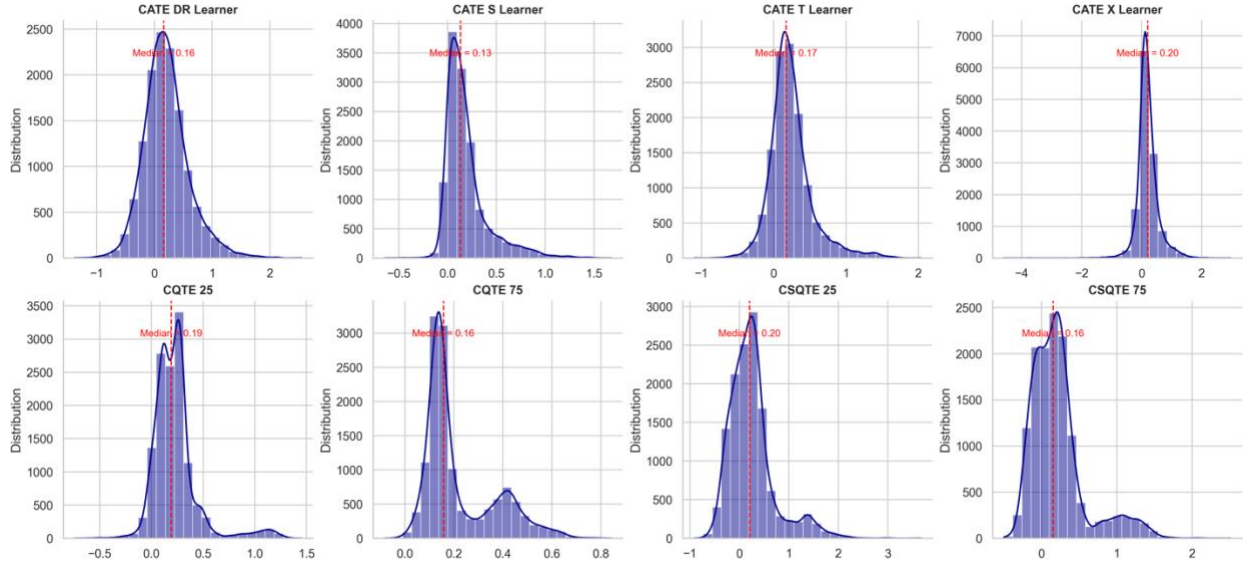 CATE DR Learner
2500
2000
1500
1000
500
0
Distribution
Median = 0.16
−1 0 1 2
CATE S Learner
4000
3500
3000
2500
2000
1500
1000
500
0
Distribution
Median = 0.13
−0.5 0.0 0.5 1.0 1.5
CATE T Learner
3000
2500
2000
1500
1000
500
0
Distribution
Median = 0.17
−1 0 1 2
CATE X Learner
7000
6000
5000
4000
3000
2000
1000
0
Distribution
Median = 0.20
−4 −2 0 2
CQTE 25
3500
3000
2500
2000
1500
1000
500
0
Distribution
Median = 0.19
−0.5 0.0 0.5 1.0 1.5
CQTE 75
3000
2500
2000
1500
1000
500
0
Distribution
Median = 0.16
0.0 0.2 0.4 0.6 0.8
CSQTE 25
3000
2500
2000
1500
1000
500
0
Distribution
Median = 0.20
−1 0 1 2 3
CSQTE 75
2500
2000
1500
1000
500
0
Distribution
Median = 0.16
0 1 2